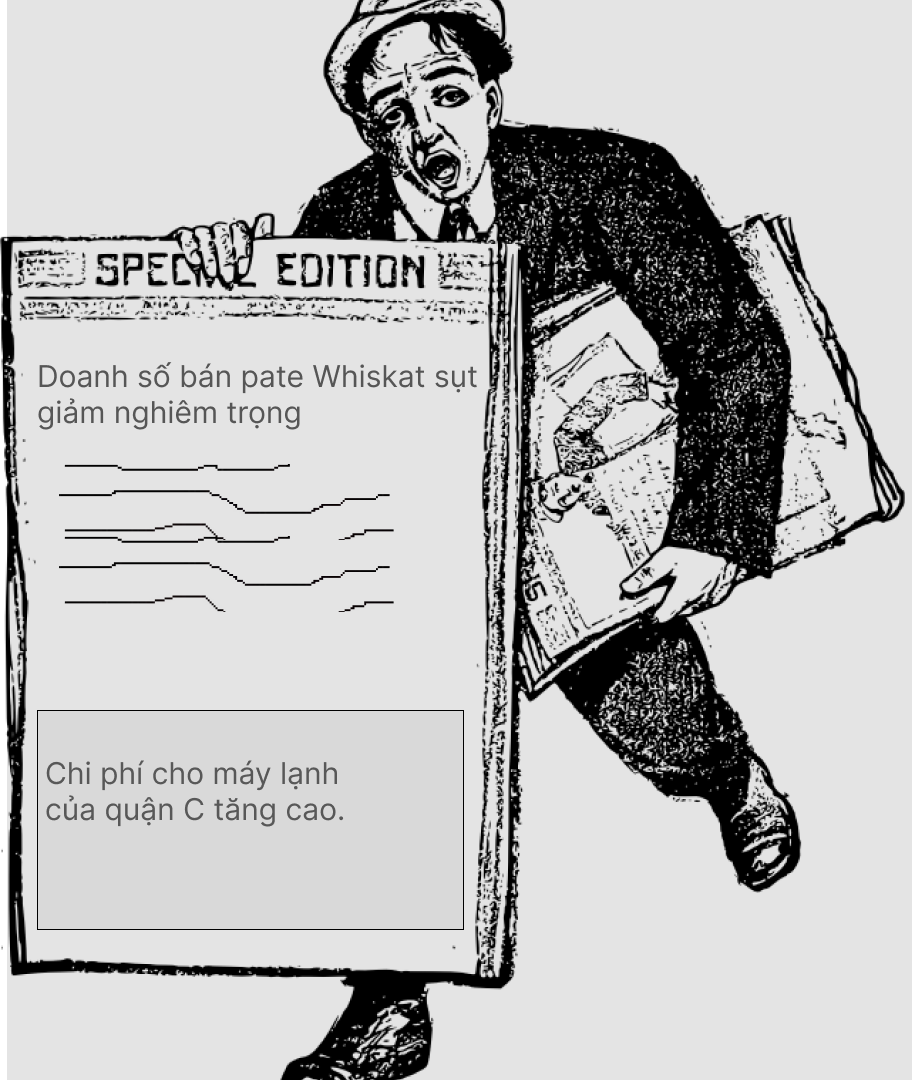 SPECIAL EDITION
Doanh số bán pate Whiskat sụt
giảm nghiêm trọng
Chi phí cho máy lạnh
của quận C tăng cao.